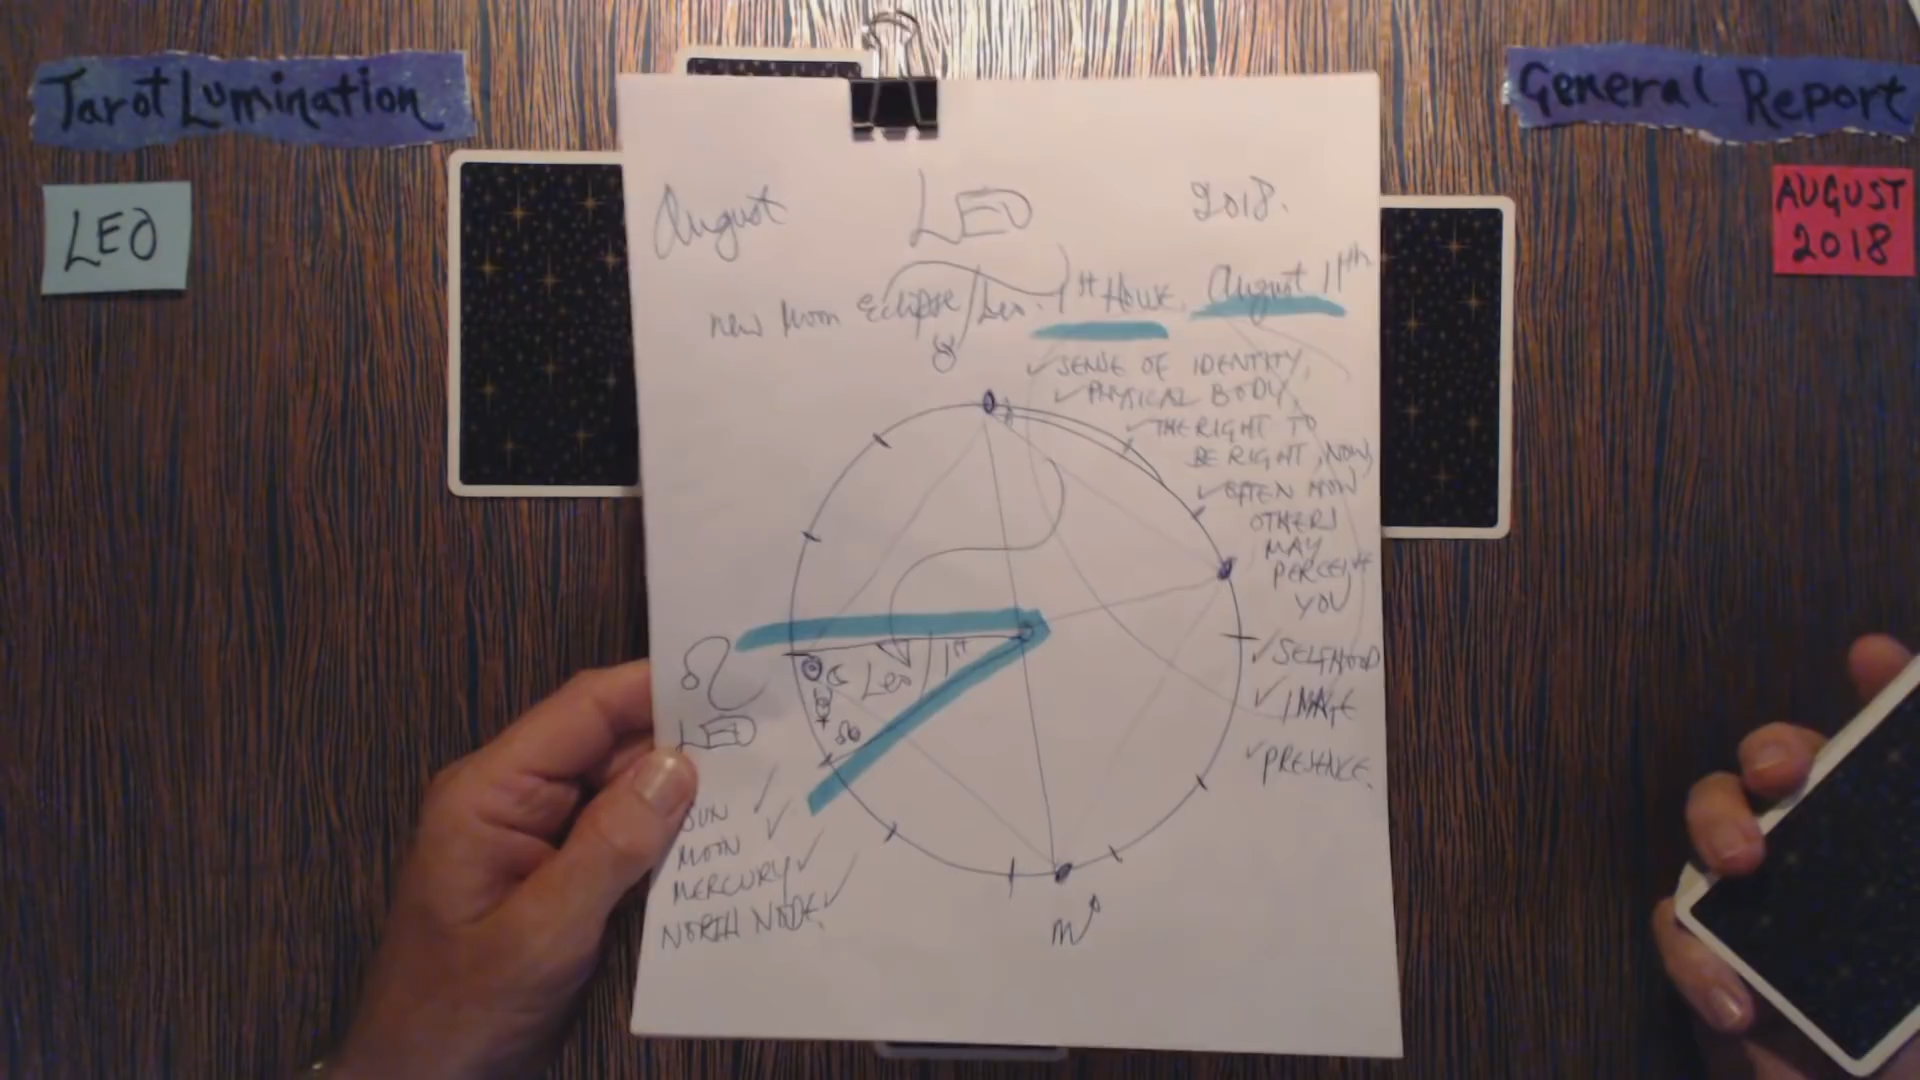 Tarot Lumination
General Report
LEO
AUGUST
2018
August LEO 2018.
new moon Eclipse / Leo. 1st House. August 11th
✓ SENSE OF IDENTITY,
✓ PHYSICAL BODY,
✓ THE RIGHT TO
BE RIGHT, NOW,
✓ OFTEN HOW
OTHERS
MAY
PERCEIVE
YOU
✓ SELFHOOD
✓ IMAGE
✓ PRESENCE.
☉ ☾ Leo / 1st
☿
☊
♌
LEO
SUN ✓
MOON ✓
MERCURY ✓
NORTH NODE ✓